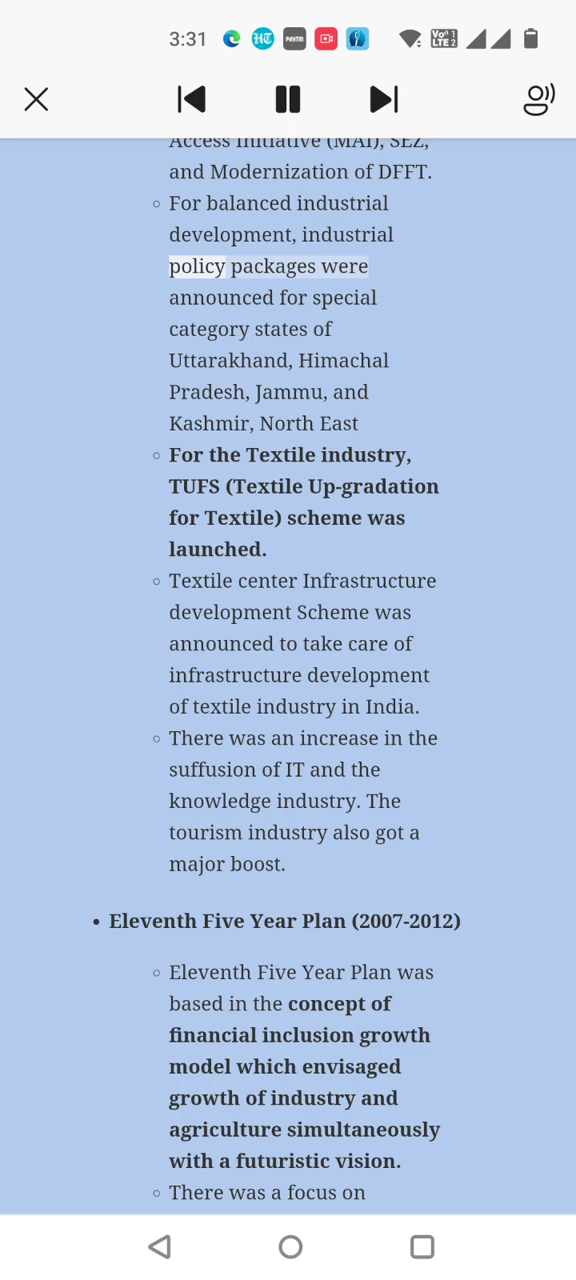 3:31 HT paytm Vo 1 LTE 2
Access Initiative (MAI), SEZ,
and Modernization of DFFT.
For balanced industrial
development, industrial
policy packages were
announced for special
category states of
Uttarakhand, Himachal
Pradesh, Jammu, and
Kashmir, North East
For the Textile industry,
TUFS (Textile Up-gradation
for Textile) scheme was
launched.
Textile center Infrastructure
development Scheme was
announced to take care of
infrastructure development
of textile industry in India.
There was an increase in the
suffusion of IT and the
knowledge industry. The
tourism industry also got a
major boost.
• Eleventh Five Year Plan (2007-2012)
Eleventh Five Year Plan was
based in the concept of
financial inclusion growth
model which envisaged
growth of industry and
agriculture simultaneously
with a futuristic vision.
There was a focus on